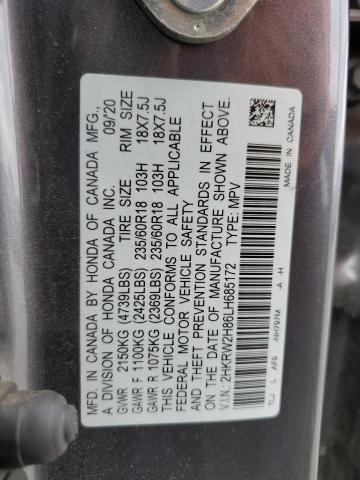 MFD. IN CANADA BY HONDA OF CANADA MFG.,
A DIVISION OF HONDA CANADA INC. 09/20
GVWR 2150KG (4739LBS) TIRE SIZE RIM SIZE
GAWR F 1100KG (2425LBS) 235/60R18 103H 18X7.5J
GAWR R 1075KG (2369LBS) 235/60R18 103H 18X7.5J
THIS VEHICLE CONFORMS TO ALL APPLICABLE
FEDERAL MOTOR VEHICLE SAFETY
AND THEFT PREVENTION STANDARDS IN EFFECT
ON THE DATE OF MANUFACTURE SHOWN ABOVE.
V.I.N.: 2HKRW2H86LH685172 TYPE: MPV
TLJ L AF9 -NH797M -A -H
MADE IN CANADA